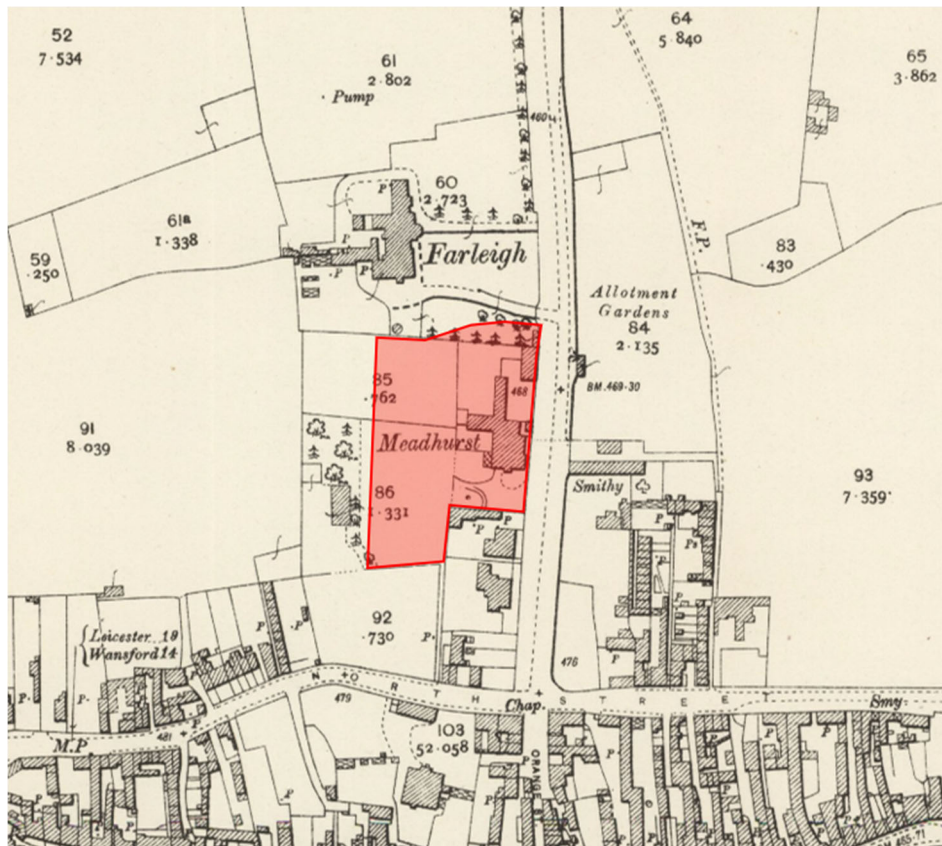 52
7·534
61
2·802
Pump
64
5·840
65
3·862
460
60
2·723
P
61a
1·338
59
·250
P
P
P
Farleigh
F.P.
83
·430
Allotment
Gardens
84
2·135
BM.469·30
85
·762
468
91
8·039
Meadhurst
86
1·331
Smithy
93
7·359
P
P
P
P
Ps
P
92
·730
P
P
P
P
P
P
Leicester 19
Wansford 14
476
P
P
NORTH STREET
479
Chap.
Smy
M.P.
481
P
103
52·058
ORANGE ST
P
P
P
P
P